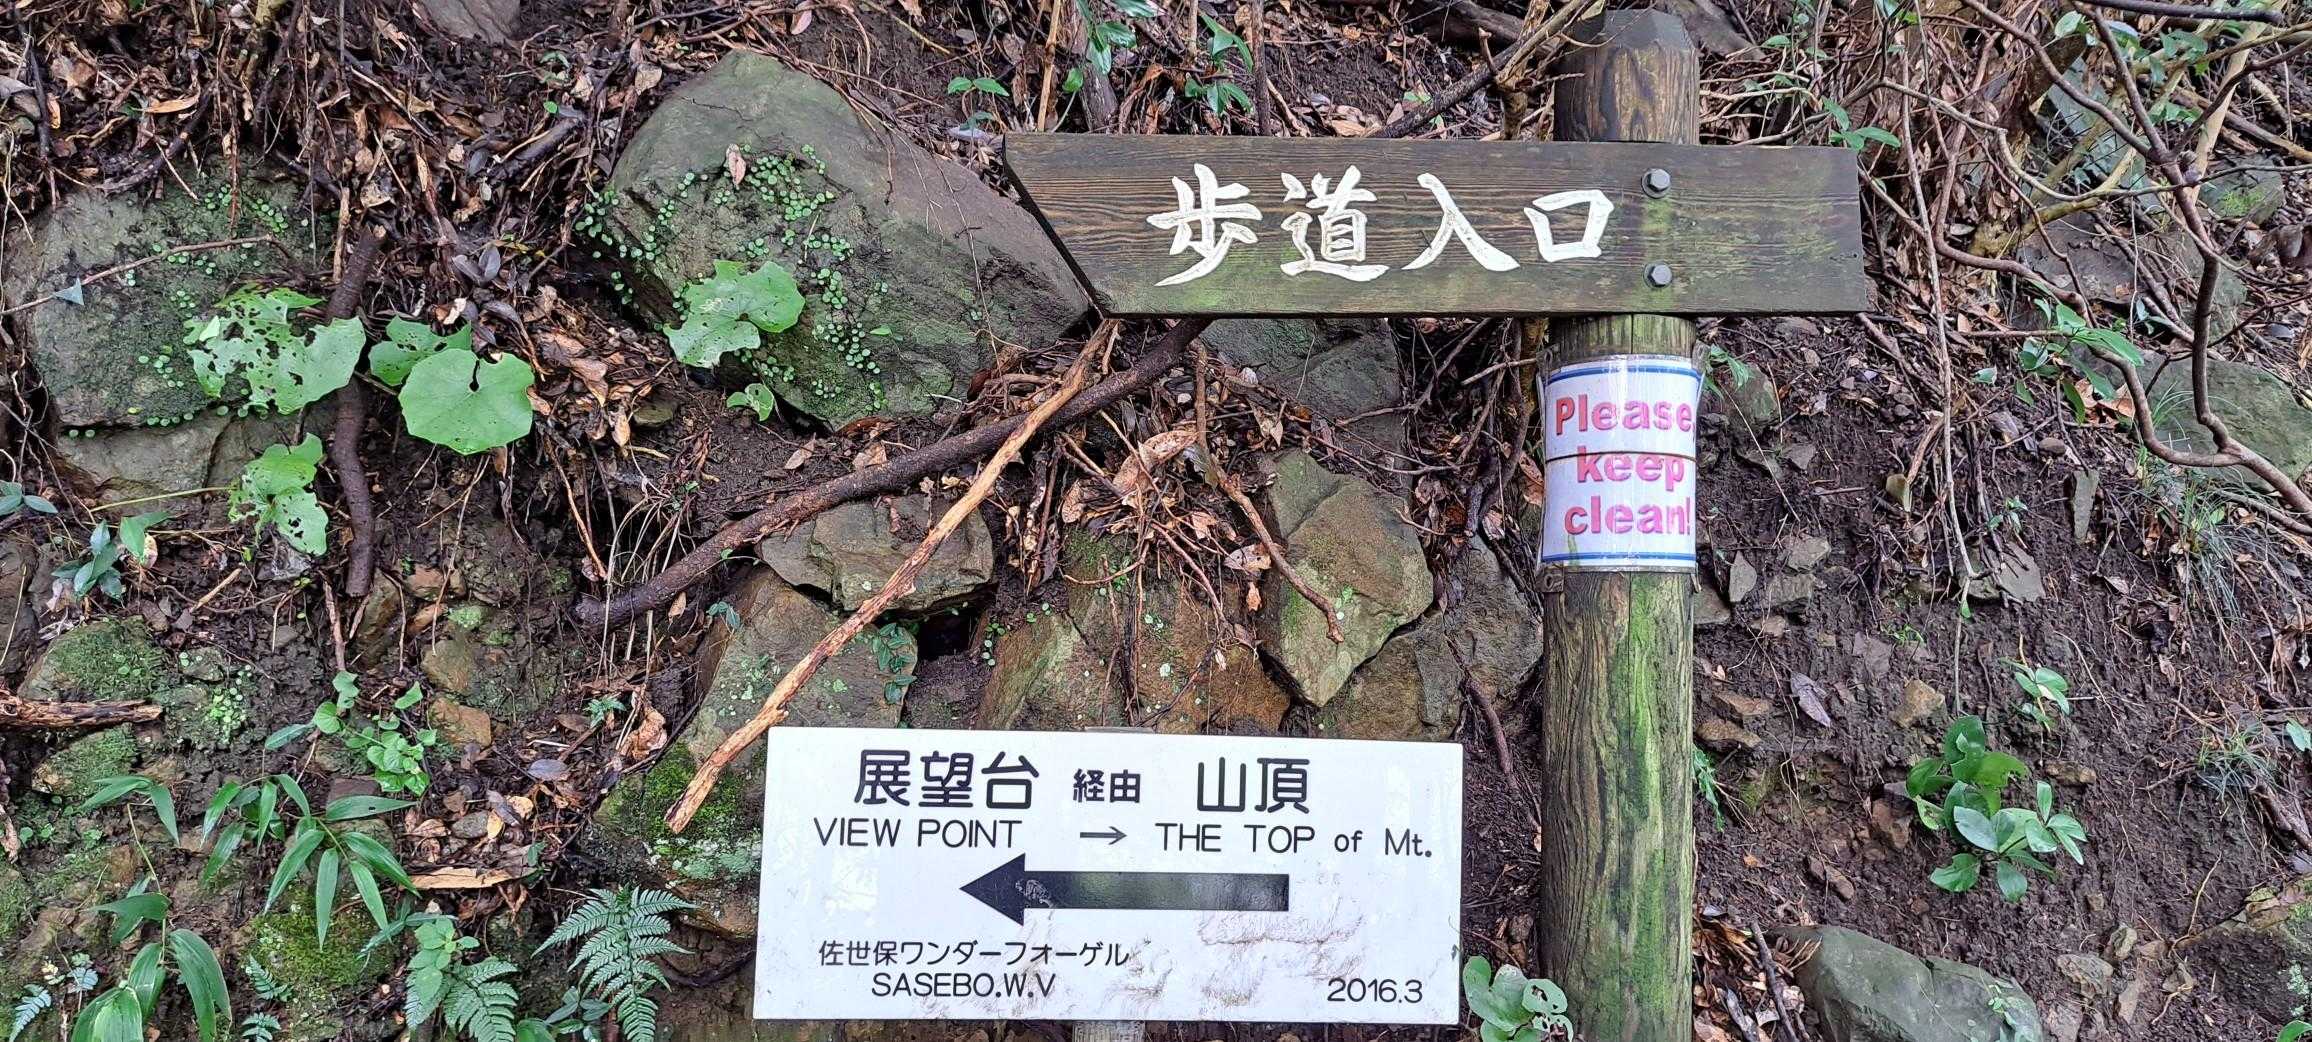 歩道入口
Please,
keep
clean!
展望台 経由 山頂
VIEW POINT → THE TOP of Mt.
佐世保ワンダーフォーゲル
SASEBO.W.V 2016.3